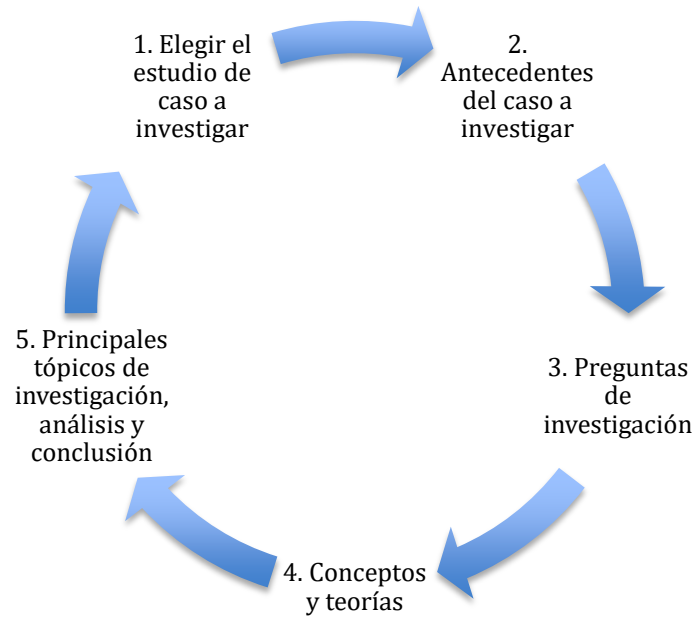 1. Elegir el
estudio de
caso a
investigar
2.
Antecedentes
del caso a
investigar
3. Preguntas
de
investigación
4. Conceptos
y teorías
5. Principales
tópicos de
investigación,
análisis y
conclusión